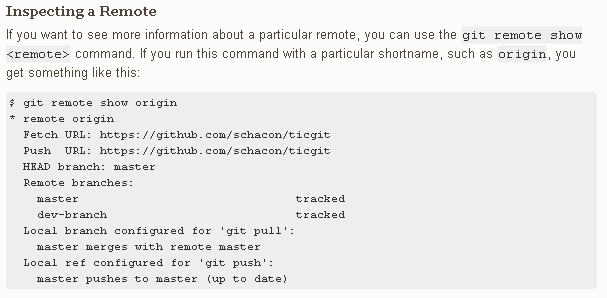 Inspecting a Remote
If you want to see more information about a particular remote, you can use the git remote show
<remote> command. If you run this command with a particular shortname, such as origin, you
get something like this:
$ git remote show origin
* remote origin
  Fetch URL: https://github.com/schacon/ticgit
  Push  URL: https://github.com/schacon/ticgit
  HEAD branch: master
  Remote branches:
    master                               tracked
    dev-branch                           tracked
  Local branch configured for 'git pull':
    master merges with remote master
  Local ref configured for 'git push':
    master pushes to master (up to date)